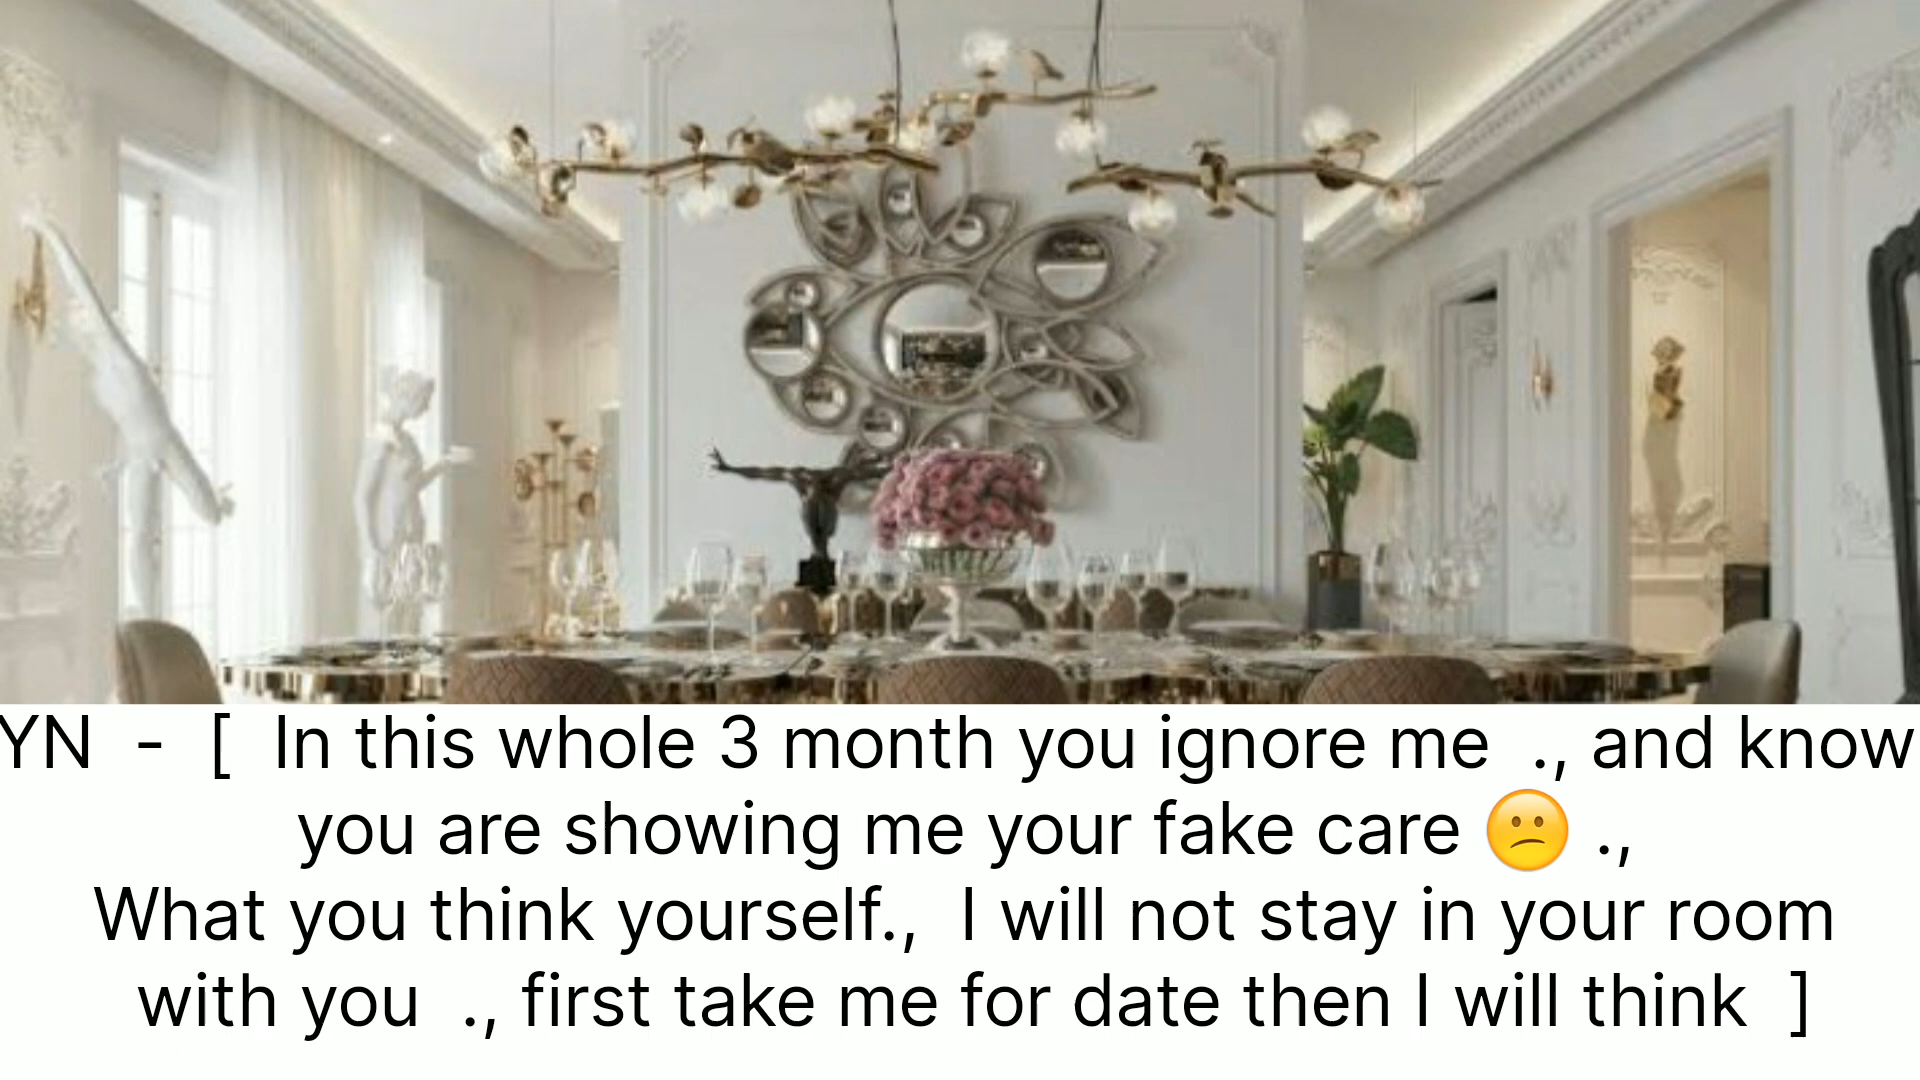 YN - [ In this whole 3 month you ignore me ., and know
you are showing me your fake care 😕 .,
What you think yourself., I will not stay in your room
with you ., first take me for date then I will think ]